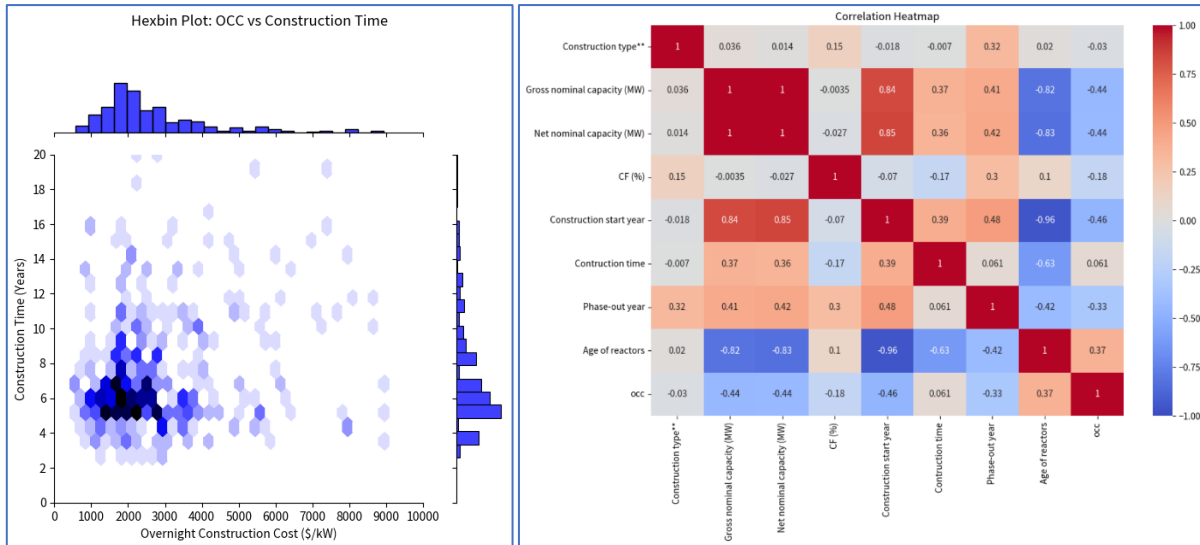 Hexbin Plot: OCC vs Construction Time
20
18
16
14
12
10
8
6
4
2
0
Construction Time (Years)
0 1000 2000 3000 4000 5000 6000 7000 8000 9000 10000
Overnight Construction Cost ($/kW)
Correlation Heatmap
Construction type** 1 0.036 0.014 0.15 -0.018 -0.007 0.32 0.02 -0.03
Gross nominal capacity (MW) 0.036 1 1 -0.0035 0.84 0.37 0.41 -0.82 -0.44
Net nominal capacity (MW) 0.014 1 1 -0.027 0.85 0.36 0.42 -0.83 -0.44
CF (%) 0.15 -0.0035 -0.027 1 -0.07 -0.17 0.3 0.1 -0.18
Construction start year -0.018 0.84 0.85 -0.07 1 0.39 0.48 -0.96 -0.46
Contruction time -0.007 0.37 0.36 -0.17 0.39 1 0.061 -0.63 0.061
Phase-out year 0.32 0.41 0.42 0.3 0.48 0.061 1 -0.42 -0.33
Age of reactors 0.02 -0.82 -0.83 0.1 -0.96 -0.63 -0.42 1 0.37
occ -0.03 -0.44 -0.44 -0.18 -0.46 0.061 -0.33 0.37 1
Construction type**
Gross nominal capacity (MW)
Net nominal capacity (MW)
CF (%)
Construction start year
Contruction time
Phase-out year
Age of reactors
occ
1.00
0.75
0.50
0.25
0.00
-0.25
-0.50
-0.75
-1.00